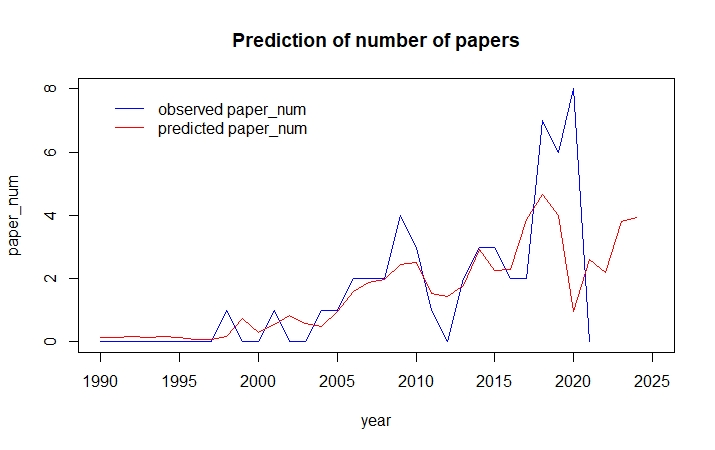 Prediction of number of papers
observed paper_num
predicted paper_num
8
6
4
2
0
paper_num
1990 1995 2000 2005 2010 2015 2020 2025
year